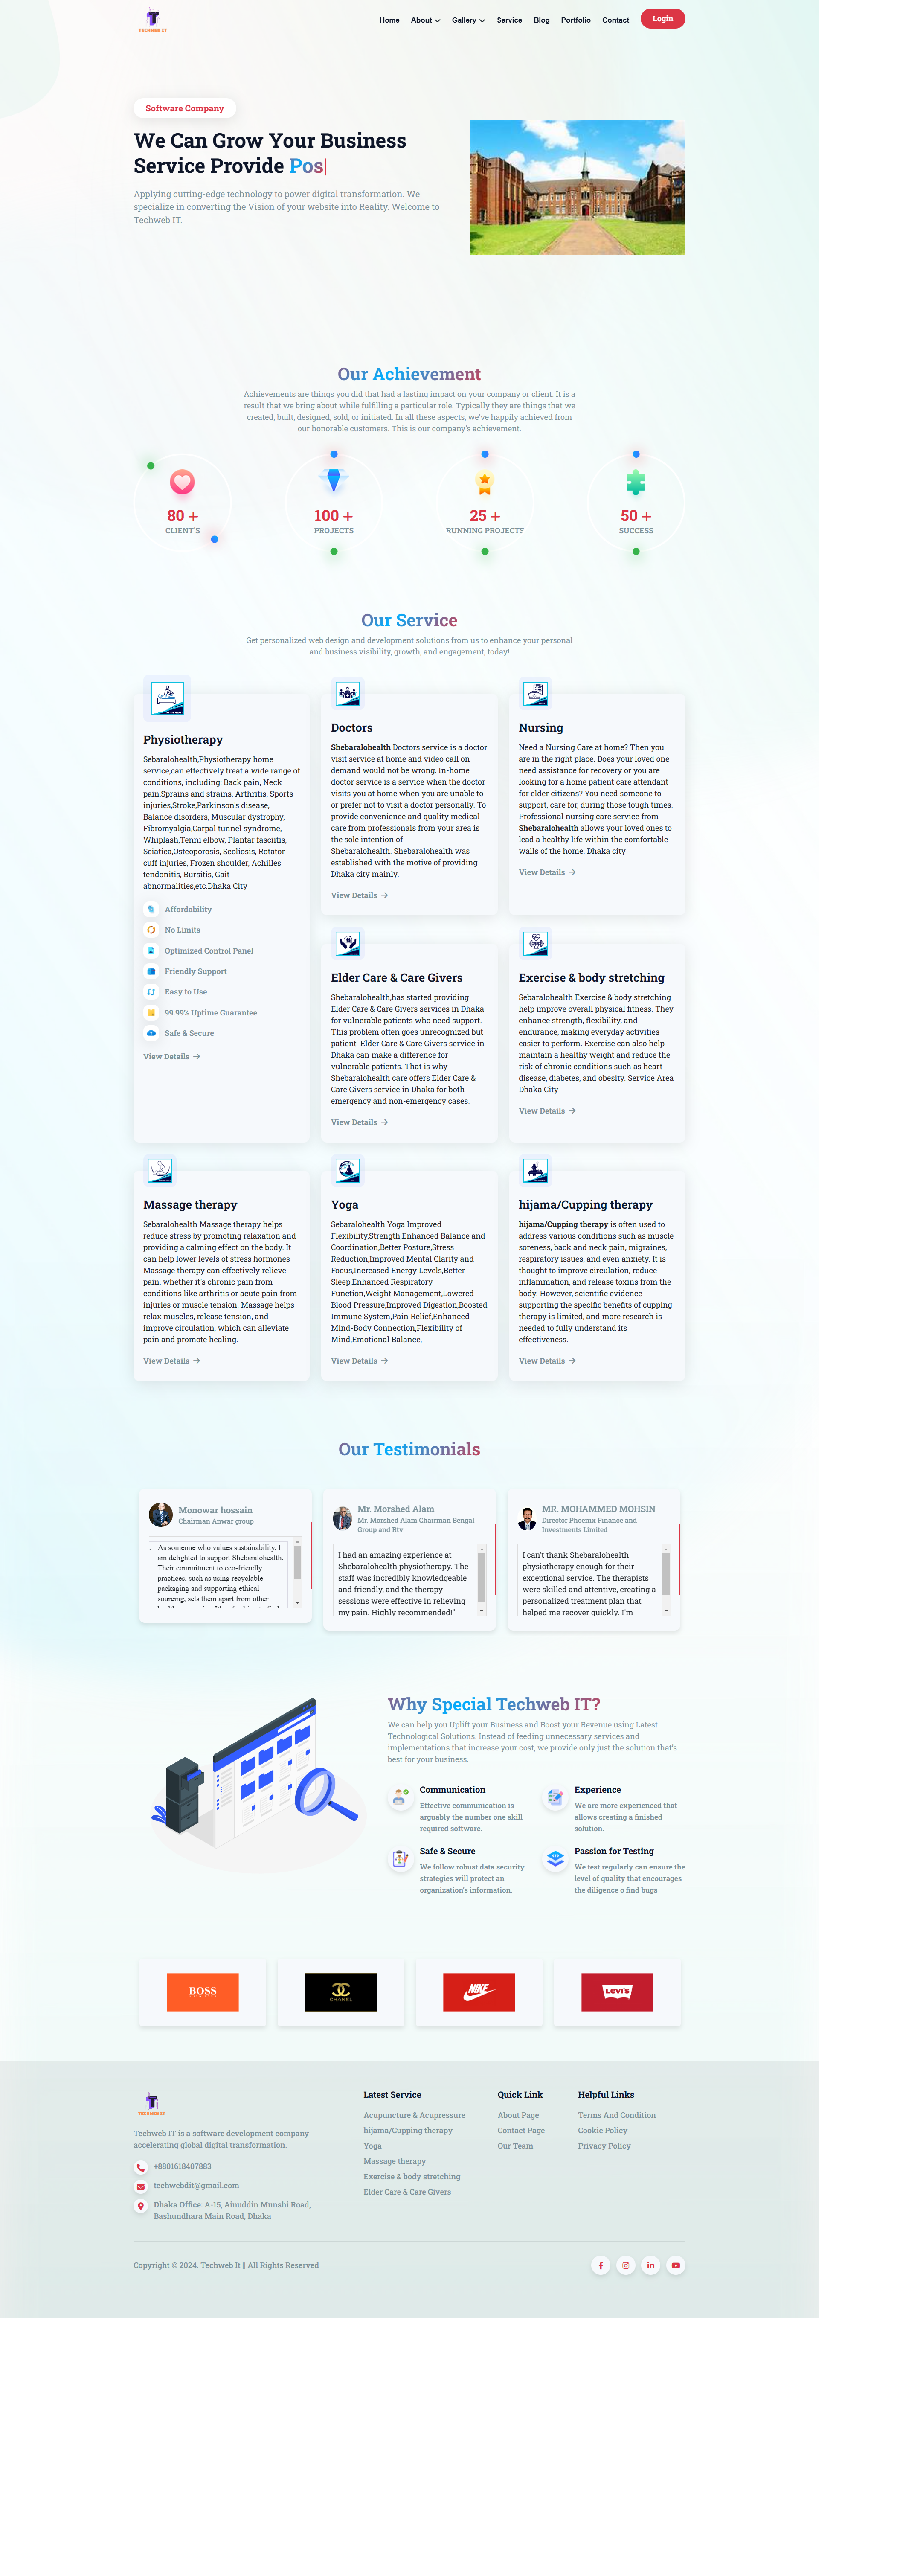 TECHWEB IT
Home About Gallery Service Blog Portfolio Contact Login
Software Company
We Can Grow Your Business
Service Provide Pos
Applying cutting-edge technology to power digital transformation. We
specialize in converting the Vision of your website into Reality. Welcome to
Techweb IT.
Our Achievement
Achievements are things you did that had a lasting impact on your company or client. It is a
result that we bring about while fulfilling a particular role. Typically they are things that we
created, built, designed, sold, or initiated. In all these aspects, we've happily achieved from
our honorable customers. This is our company's achievement.
80 +
CLIENT'S
100 +
PROJECTS
25 +
RUNNING PROJECTS
50 +
SUCCESS
Our Service
Get personalized web design and development solutions from us to enhance your personal
and business visibility, growth, and engagement, today!
Physiotherapy
Sebaralohealth,Physiotherapy home
service,can effectively treat a wide range of
conditions, including: Back pain, Neck
pain,Sprains and strains, Arthritis, Sports
injuries,Stroke,Parkinson's disease,
Balance disorders, Muscular dystrophy,
Fibromyalgia,Carpal tunnel syndrome,
Whiplash,Tenni elbow, Plantar fasciitis,
Sciatica,Osteoporosis, Scoliosis, Rotator
cuff injuries, Frozen shoulder, Achilles
tendonitis, Bursitis, Gait
abnormalities,etc.Dhaka City
Affordability
No Limits
Optimized Control Panel
Friendly Support
Easy to Use
99.99% Uptime Guarantee
Safe & Secure
View Details
Doctors
Shebaralohealth Doctors service is a doctor
visit service at home and video call on
demand would not be wrong. In-home
doctor service is a service when the doctor
visits you at home when you are unable to
or prefer not to visit a doctor personally. To
provide convenience and quality medical
care from professionals from your area is
the sole intention of
Shebaralohealth. Shebaralohealth was
established with the motive of providing
Dhaka city mainly.
View Details
Nursing
Need a Nursing Care at home? Then you
are in the right place. Does your loved one
need assistance for recovery or you are
looking for a home patient care attendant
for elder citizens? You need someone to
support, care for, during those tough times.
Professional nursing care service from
Shebaralohealth allows your loved ones to
lead a healthy life within the comfortable
walls of the home. Dhaka city
View Details
Elder Care & Care Givers
Shebaralohealth,has started providing
Elder Care & Care Givers services in Dhaka
for vulnerable patients who need support.
This problem often goes unrecognized but
patient Elder Care & Care Givers service in
Dhaka can make a difference for
vulnerable patients. That is why
Shebaralohealth care offers Elder Care &
Care Givers service in Dhaka for both
emergency and non-emergency cases.
View Details
Exercise & body stretching
Sebaralohealth Exercise & body stretching
help improve overall physical fitness. They
enhance strength, flexibility, and
endurance, making everyday activities
easier to perform. Exercise can also help
maintain a healthy weight and reduce the
risk of chronic conditions such as heart
disease, diabetes, and obesity. Service Area
Dhaka City
View Details
Massage therapy
Sebaralohealth Massage therapy helps
reduce stress by promoting relaxation and
providing a calming effect on the body. It
can help lower levels of stress hormones
Massage therapy can effectively relieve
pain, whether it's chronic pain from
conditions like arthritis or acute pain from
injuries or muscle tension. Massage helps
relax muscles, release tension, and
improve circulation, which can alleviate
pain and promote healing.
View Details
Yoga
Sebaralohealth Yoga Improved
Flexibility,Strength,Enhanced Balance and
Coordination,Better Posture,Stress
Reduction,Improved Mental Clarity and
Focus,Increased Energy Levels,Better
Sleep,Enhanced Respiratory
Function,Weight Management,Lowered
Blood Pressure,Improved Digestion,Boosted
Immune System,Pain Relief,Enhanced
Mind-Body Connection,Flexibility of
Mind,Emotional Balance,
View Details
hijama/Cupping therapy
hijama/Cupping therapy is often used to
address various conditions such as muscle
soreness, back and neck pain, migraines,
respiratory issues, and even anxiety. It is
thought to improve circulation, reduce
inflammation, and release toxins from the
body. However, scientific evidence
supporting the specific benefits of cupping
therapy is limited, and more research is
needed to fully understand its
effectiveness.
View Details
Our Testimonials
Monowar hossain
Chairman Anwar group
As someone who values sustainability, I
am delighted to support Shebaralohealth.
Their commitment to eco-friendly
practices, such as using recyclable
packaging and supporting ethical
sourcing, sets them apart from other
Mr. Morshed Alam
Mr. Morshed Alam Chairman Bengal
Group and Rtv
I had an amazing experience at
Shebaralohealth physiotherapy. The
staff was incredibly knowledgeable
and friendly, and the therapy
sessions were effective in relieving
my pain. Highly recommended!"
MR. MOHAMMED MOHSIN
Director Phoenix Finance and
Investments Limited
I can't thank Shebaralohealth
physiotherapy enough for their
exceptional service. The therapists
were skilled and attentive, creating a
personalized treatment plan that
helped me recover quickly. I'm
Why Special Techweb IT?
We can help you Uplift your Business and Boost your Revenue using Latest
Technological Solutions. Instead of feeding unnecessary services and
implementations that increase your cost, we provide only just the solution that's
best for your business.
Communication
Effective communication is
arguably the number one skill
required software.
Experience
We are more experienced that
allows creating a finished
solution.
Safe & Secure
We follow robust data security
strategies will protect an
organization's information.
Passion for Testing
We test regularly can ensure the
level of quality that encourages
the diligence o find bugs
BOSS
CHANEL
NIKE
Levi's
TECHWEB IT
Techweb IT is a software development company
accelerating global digital transformation.
+8801618407883
techwebdit@gmail.com
Dhaka Office: A-15, Ainuddin Munshi Road,
Bashundhara Main Road, Dhaka
Latest Service
Acupuncture & Acupressure
hijama/Cupping therapy
Yoga
Massage therapy
Exercise & body stretching
Elder Care & Care Givers
Quick Link
About Page
Contact Page
Our Team
Helpful Links
Terms And Condition
Cookie Policy
Privacy Policy
Copyright © 2024. Techweb It || All Rights Reserved